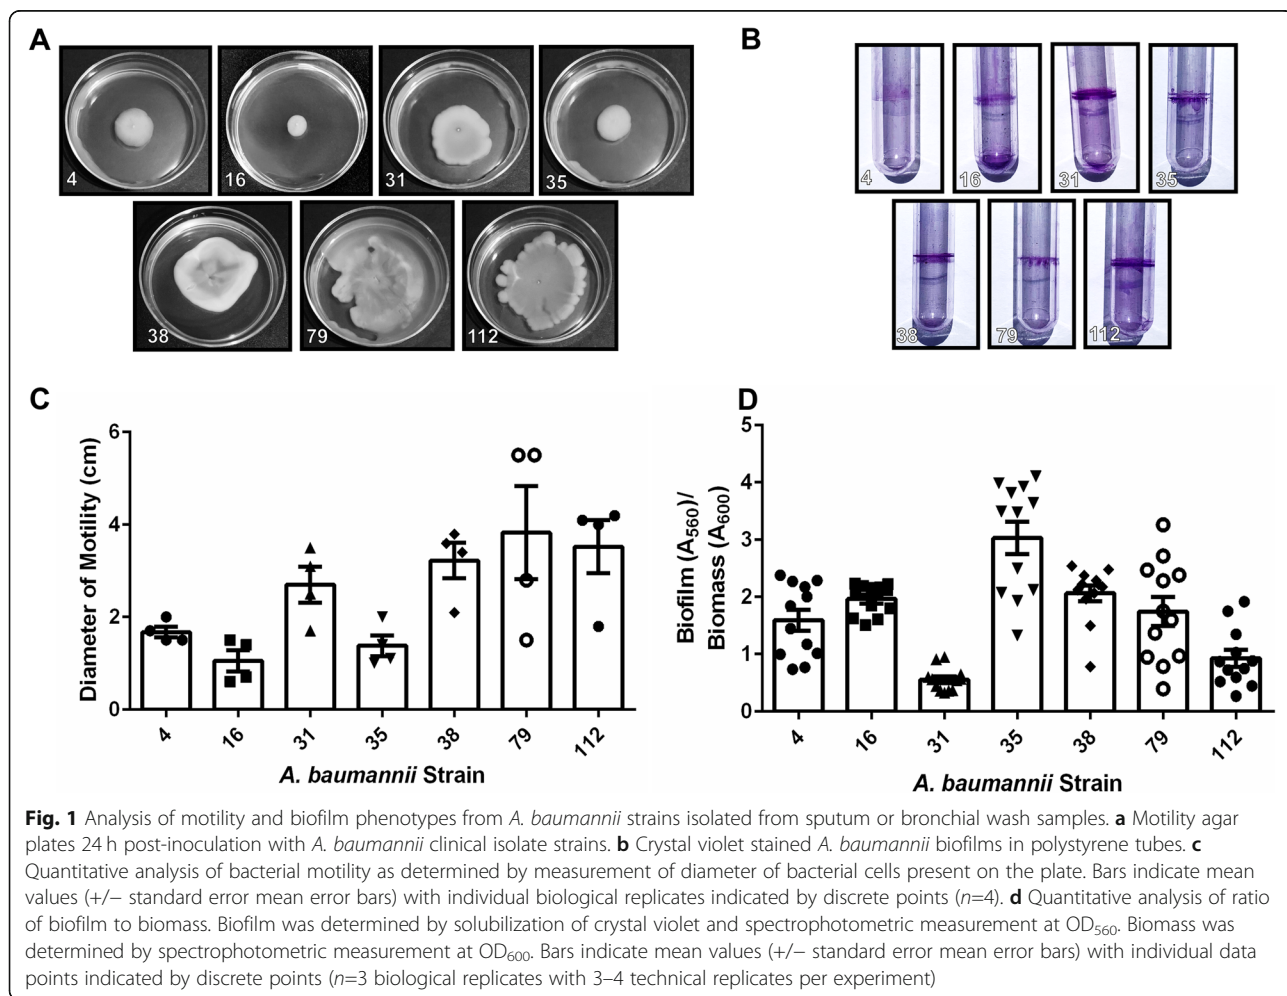 A
B
4
16
31
35
4
16
31
35
38
79
112
38
79
112
C
D
Diameter of Motility (cm)
6
4
2
0
4
16
31
35
38
79
112
A. baumannii Strain
Biofilm (A560)/
Biomass (A600)
5
4
3
2
1
0
4
16
31
35
38
79
112
A. baumannii Strain
Fig. 1 Analysis of motility and biofilm phenotypes from A. baumannii strains isolated from sputum or bronchial wash samples. a Motility agar
plates 24 h post-inoculation with A. baumannii clinical isolate strains. b Crystal violet stained A. baumannii biofilms in polystyrene tubes. c
Quantitative analysis of bacterial motility as determined by measurement of diameter of bacterial cells present on the plate. Bars indicate mean
values (+/− standard error mean error bars) with individual biological replicates indicated by discrete points (n=4). d Quantitative analysis of ratio
of biofilm to biomass. Biofilm was determined by solubilization of crystal violet and spectrophotometric measurement at OD560. Biomass was
determined by spectrophotometric measurement at OD600. Bars indicate mean values (+/− standard error mean error bars) with individual data
points indicated by discrete points (n=3 biological replicates with 3–4 technical replicates per experiment)